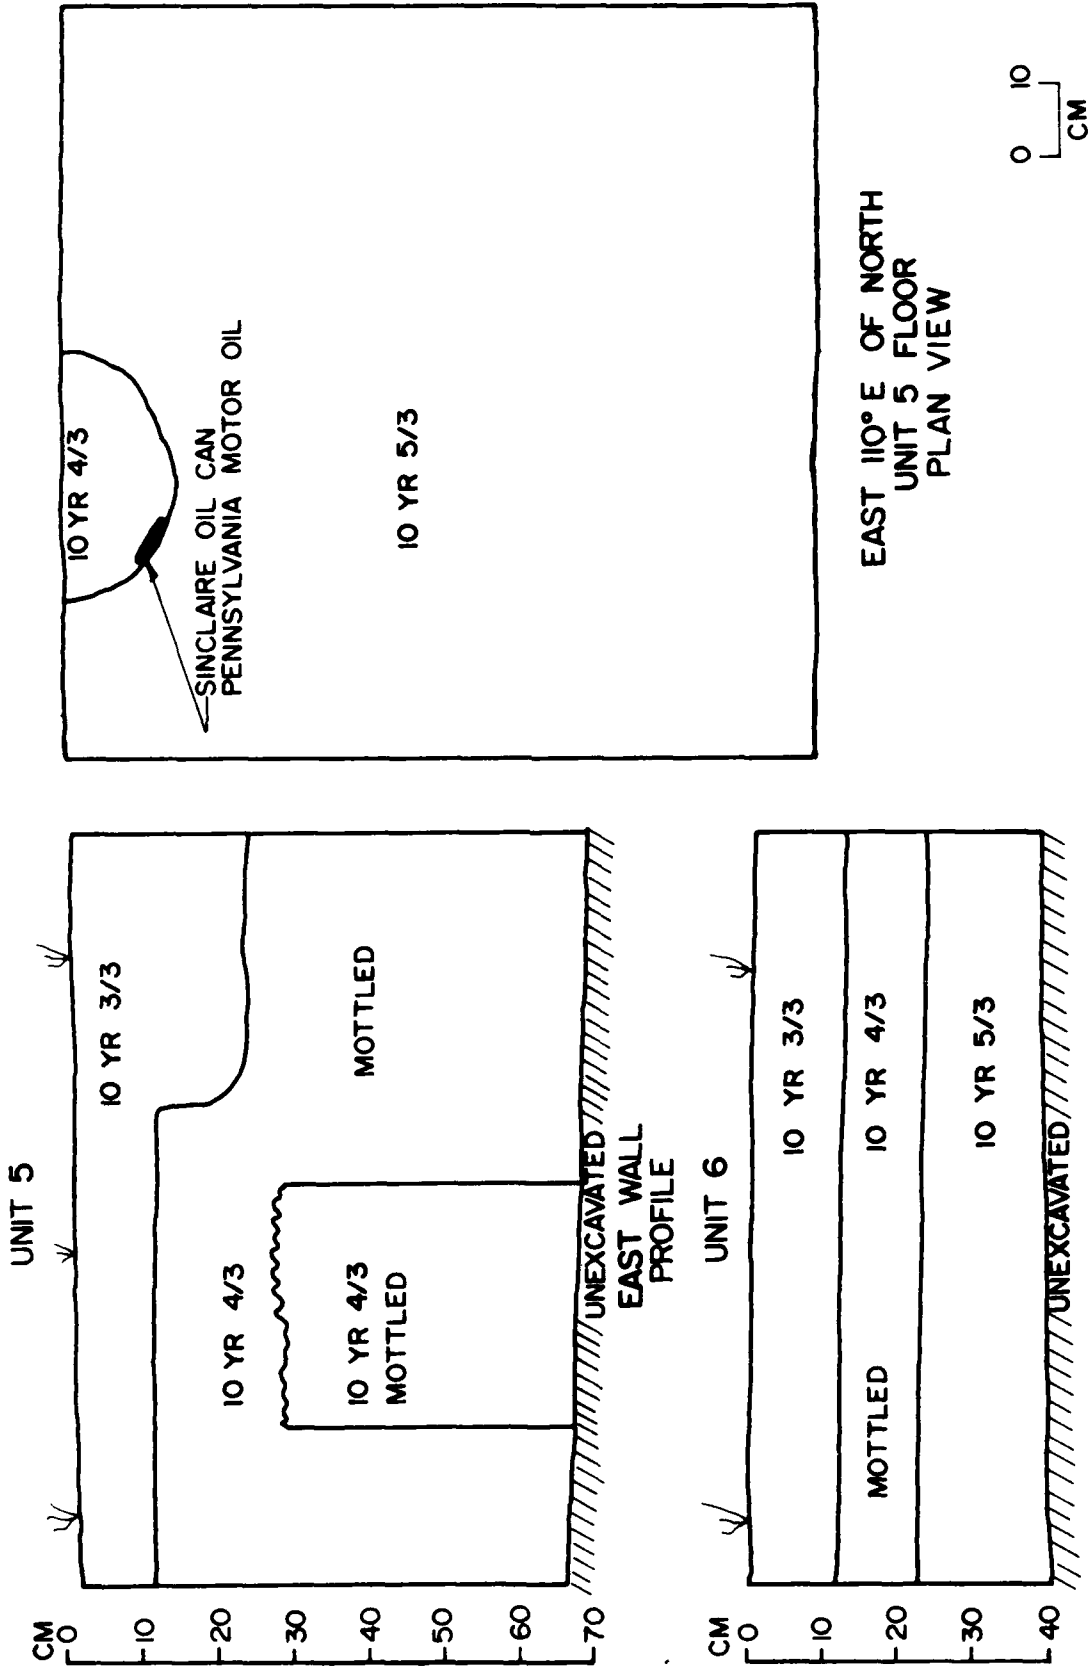 UNIT 5
CM
0
10
20
30
40
50
60
70
10 YR 3/3
10 YR 4/3
MOTTLED
10 YR 4/3
MOTTLED
UNEXCAVATED
EAST WALL
PROFILE
UNIT 6
CM
0
10
20
30
40
10 YR 3/3
MOTTLED 10 YR 4/3
10 YR 5/3
UNEXCAVATED
10 YR 4/3
SINCLAIRE OIL CAN
PENNSYLVANIA MOTOR OIL
10 YR 5/3
EAST 110° E OF NORTH
UNIT 5 FLOOR
PLAN VIEW
0 10
CM